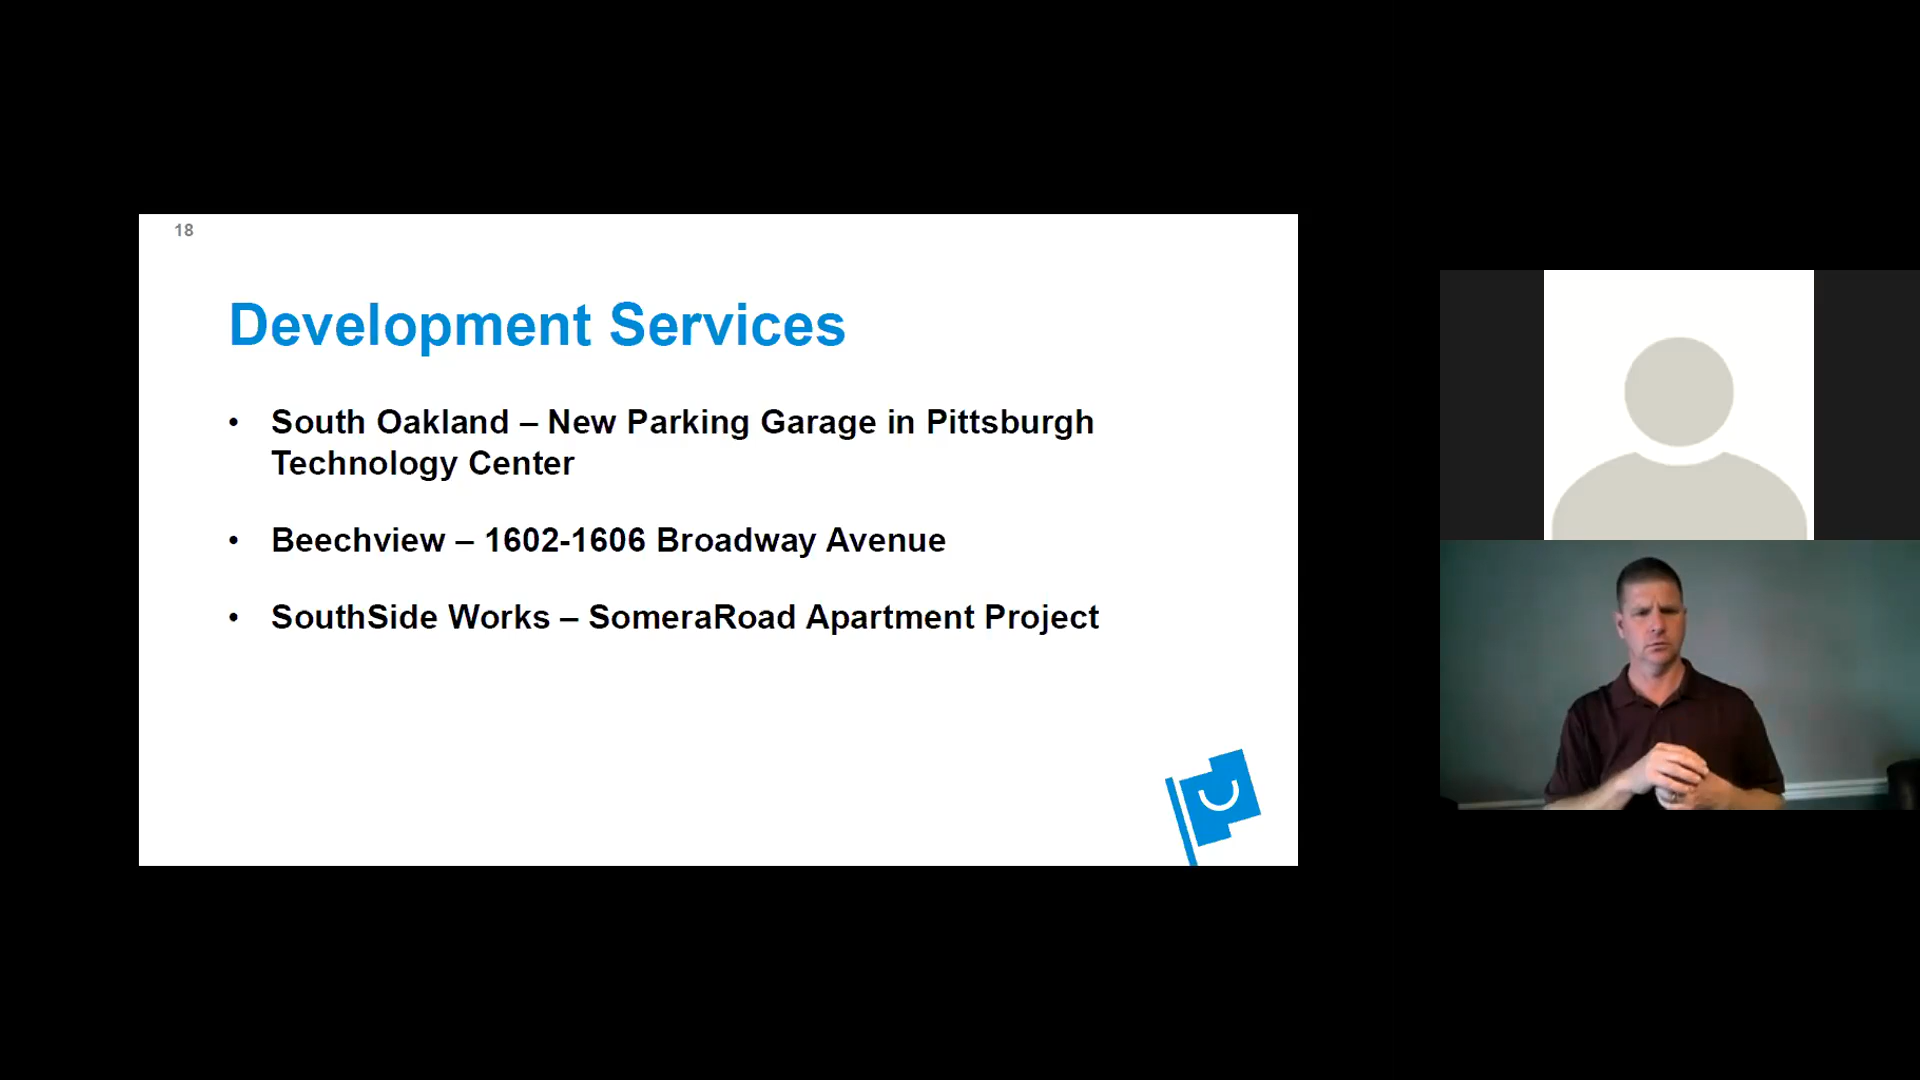 18
Development Services
• South Oakland – New Parking Garage in Pittsburgh
Technology Center
• Beechview – 1602-1606 Broadway Avenue
• SouthSide Works – SomeraRoad Apartment Project